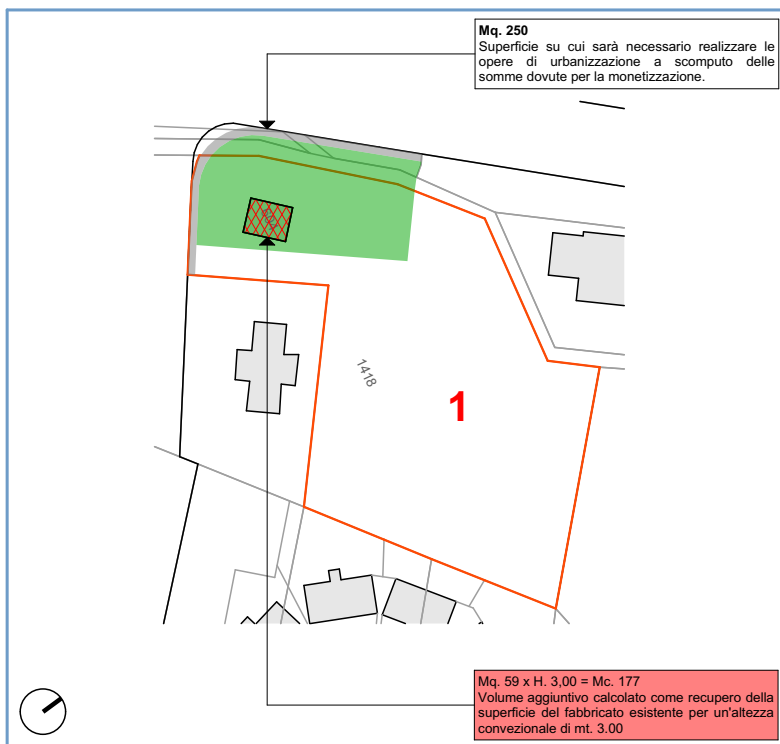 Mq. 250
Superficie su cui sarà necessario realizzare le
opere di urbanizzazione a scomputo delle
somme dovute per la monetizzazione.
1418
1
Mq. 59 x H. 3,00 = Mc. 177
Volume aggiuntivo calcolato come recupero della
superficie del fabbricato esistente per un'altezza
convezionale di mt. 3.00